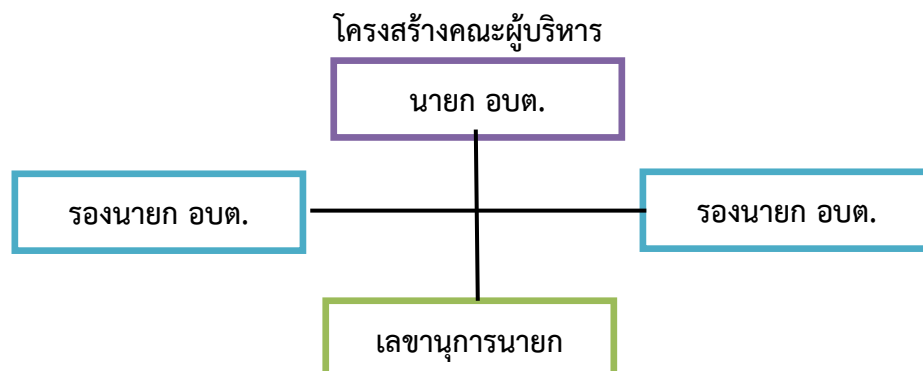 โครงสร้างคณะผู้บริหาร
นายก อบต.
รองนายก อบต.
รองนายก อบต.
เลขานุการนายก